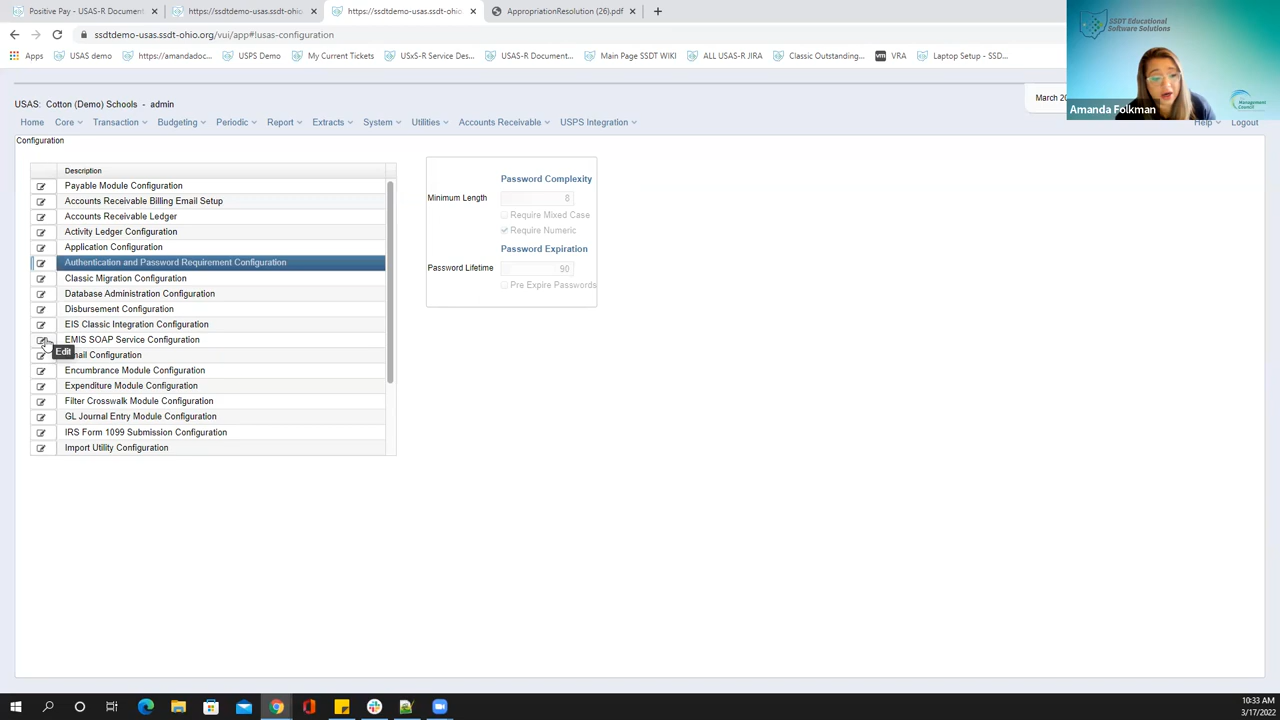 Positive Pay - USAS-R Document
https://ssdtdemo-usas.ssdt-ohio
https://ssdtdemo-usas.ssdt-ohio
AppropriationResolution (26).pdf
ssdtdemo-usas.ssdt-ohio.org/vui/app#!usas-configuration
Apps
USAS demo
https://amandadoc...
USPS Demo
My Current Tickets
USxS-R Service Des...
USAS-R Document...
Main Page SSDT WIKI
ALL USAS-R JIRA
Classic Outstanding...
vm VRA
Laptop Setup - SSD...
SSDT Educational
Software Solutions
Management
Council
Amanda Folkman
USAS: Cotton (Demo) Schools - admin
March 20
Home Core Transaction Budgeting Periodic Report Extracts System Utilities Accounts Receivable USPS Integration Help Logout
Configuration
Description
Payable Module Configuration
Accounts Receivable Billing Email Setup
Accounts Receivable Ledger
Activity Ledger Configuration
Application Configuration
Authentication and Password Requirement Configuration
Classic Migration Configuration
Database Administration Configuration
Disbursement Configuration
EIS Classic Integration Configuration
EMIS SOAP Service Configuration
Edit
mail Configuration
Encumbrance Module Configuration
Expenditure Module Configuration
Filter Crosswalk Module Configuration
GL Journal Entry Module Configuration
IRS Form 1099 Submission Configuration
Import Utility Configuration
Password Complexity
Minimum Length 8
Require Mixed Case
Require Numeric
Password Expiration
Password Lifetime 90
Pre Expire Passwords
10:33 AM
3/17/2022